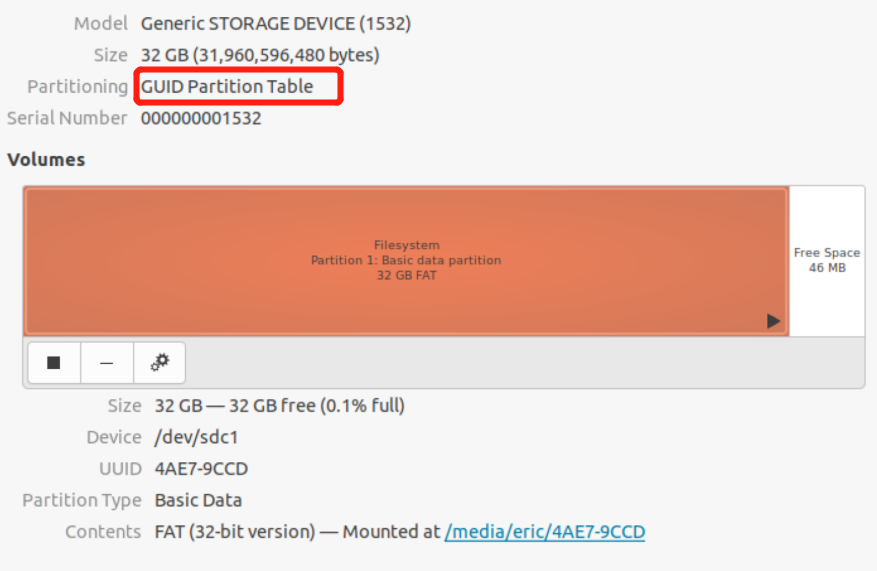 Model Generic STORAGE DEVICE (1532)
Size 32 GB (31,960,596,480 bytes)
Partitioning GUID Partition Table
Serial Number 000000001532
Volumes
Filesystem
Partition 1: Basic data partition
32 GB FAT
Free Space
46 MB
Size 32 GB — 32 GB free (0.1% full)
Device /dev/sdc1
UUID 4AE7-9CCD
Partition Type Basic Data
Contents FAT (32-bit version) — Mounted at /media/eric/4AE7-9CCD